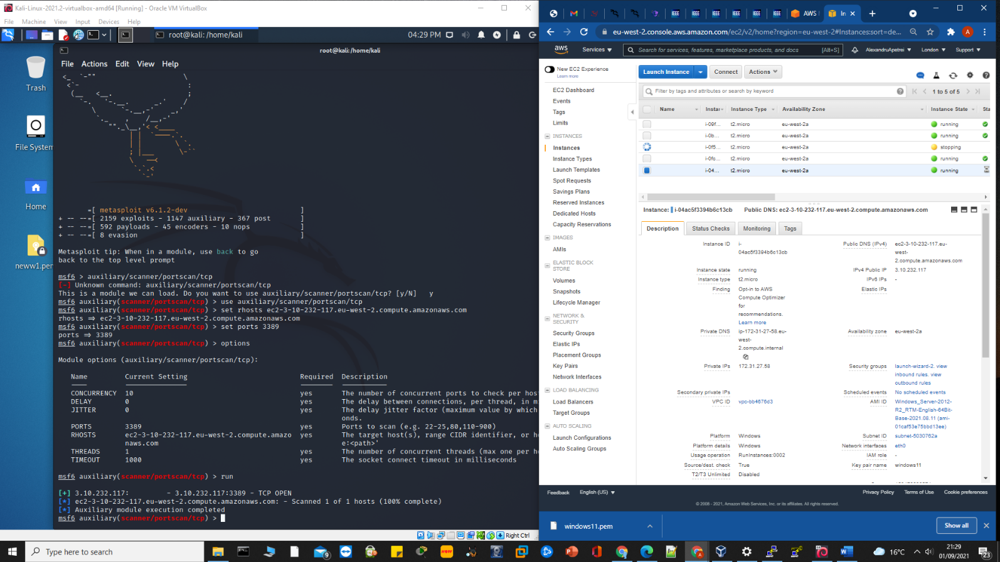 Kali-Linux-2021.2-virtualbox-amd64 [Running] - Oracle VM VirtualBox
File Machine View Input Devices Help
root@kali: /home/kali
04:29 PM
root@kali: /home/kali
File Actions Edit View Help
Trash
File System
Home
neww1.pem
=[ metasploit v6.1.2-dev ]
+ -- --=[ 2159 exploits - 1147 auxiliary - 367 post ]
+ -- --=[ 592 payloads - 45 encoders - 10 nops ]
+ -- --=[ 8 evasion ]
Metasploit tip: When in a module, use back to go
back to the top level prompt
msf6 > auxiliary/scanner/portscan/tcp
[-] Unknown command: auxiliary/scanner/portscan/tcp
This is a module we can load. Do you want to use auxiliary/scanner/portscan/tcp? [y/N] y
msf6 auxiliary(scanner/portscan/tcp) > use auxiliary/scanner/portscan/tcp
msf6 auxiliary(scanner/portscan/tcp) > set rhosts ec2-3-10-232-117.eu-west-2.compute.amazonaws.com
rhosts => ec2-3-10-232-117.eu-west-2.compute.amazonaws.com
msf6 auxiliary(scanner/portscan/tcp) > set ports 3389
ports => 3389
msf6 auxiliary(scanner/portscan/tcp) > options
Module options (auxiliary/scanner/portscan/tcp):
Name Current Setting Required Description
CONCURRENCY 10 yes The number of concurrent ports to check per host
DELAY 0 yes The delay between connections, per thread, in m
JITTER 0 yes The delay jitter factor (maximum value by which
onds.
PORTS 3389 yes Ports to scan (e.g. 22-25,80,110-900)
RHOSTS ec2-3-10-232-117.eu-west-2.compute.amazo yes The target host(s), range CIDR identifier, or ho
naws.com e:<path>'
THREADS 1 yes The number of concurrent threads (max one per ho
TIMEOUT 1000 yes The socket connect timeout in milliseconds
msf6 auxiliary(scanner/portscan/tcp) > run
[+] 3.10.232.117: - 3.10.232.117:3389 - TCP OPEN
[*] ec2-3-10-232-117.eu-west-2.compute.amazonaws.com: - Scanned 1 of 1 hosts (100% complete)
[*] Auxiliary module execution completed
msf6 auxiliary(scanner/portscan/tcp) >
Right Ctrl
AWS
In
eu-west-2.console.aws.amazon.com/ec2/v2/home?region=eu-west-2#Instances:sort=de...
aws Services Search for services, features, marketplace products, and docs [Alt+S] AlexandruApetrei London Support
New EC2 Experience
Learn more
EC2 Dashboard
Events
Tags
Limits
INSTANCES
Instances
Instance Types
Launch Templates
Spot Requests
Savings Plans
Reserved Instances
Dedicated Hosts
Capacity Reservations
IMAGES
AMIs
ELASTIC BLOCK
STORE
Volumes
Snapshots
Lifecycle Manager
NETWORK &
SECURITY
Security Groups
Elastic IPs
Placement Groups
Key Pairs
Network Interfaces
LOAD BALANCING
Load Balancers
Target Groups
AUTO SCALING
Launch Configurations
Auto Scaling Groups
Launch Instance Connect Actions
Filter by tags and attributes or search by keyword 1 to 5 of 5
Name Instar Instance Type Availability Zone Instance State Sta
i-09f... t2.micro eu-west-2a running
i-0b... t2.micro eu-west-2a running
i-0f5... t2.micro eu-west-2a stopping
i-0fc... t2.micro eu-west-2a running
i-04... t2.micro eu-west-2a running
Instance: i-04ac5f3394b6c13cb Public DNS: ec2-3-10-232-117.eu-west-2.compute.amazonaws.com
Description Status Checks Monitoring Tags
Instance ID i-
04ac5f3394b6c13cb
Public DNS (IPv4) ec2-3-10-232-117.eu-
west-
2.compute.amazonaws.com
Instance state running IPv4 Public IP 3.10.232.117
Instance type t2.micro IPv6 IPs -
Finding Opt-in to AWS
Compute Optimizer
for
recommendations.
Learn more
Elastic IPs
Private DNS ip-172-31-27-58.eu-
west-
2.compute.internal
Availability zone eu-west-2a
Private IPs 172.31.27.58
Security groups launch-wizard-2. view
inbound rules. view
outbound rules
Secondary private IPs Scheduled events No scheduled events
VPC ID vpc-bb4676d3
AMI ID Windows_Server-2012-
R2_RTM-English-64Bit-
Base-2021.08.11 (ami-
01caf53e75bbd13ee)
Platform Windows Subnet ID subnet-5030762a
Platform details Windows Network interfaces eth0
Usage operation RunInstances:0002 IAM role -
Source/dest. check True Key pair name windows11
T2/T3 Unlimited Disabled
Feedback English (US) Privacy Policy Terms of Use Cookie preferences
© 2008 - 2021, Amazon Web Services, Inc. or its affiliates. All rights reserved.
windows11.pem Show all
Type here to search
9
16°C
21:29
01/09/2021
23